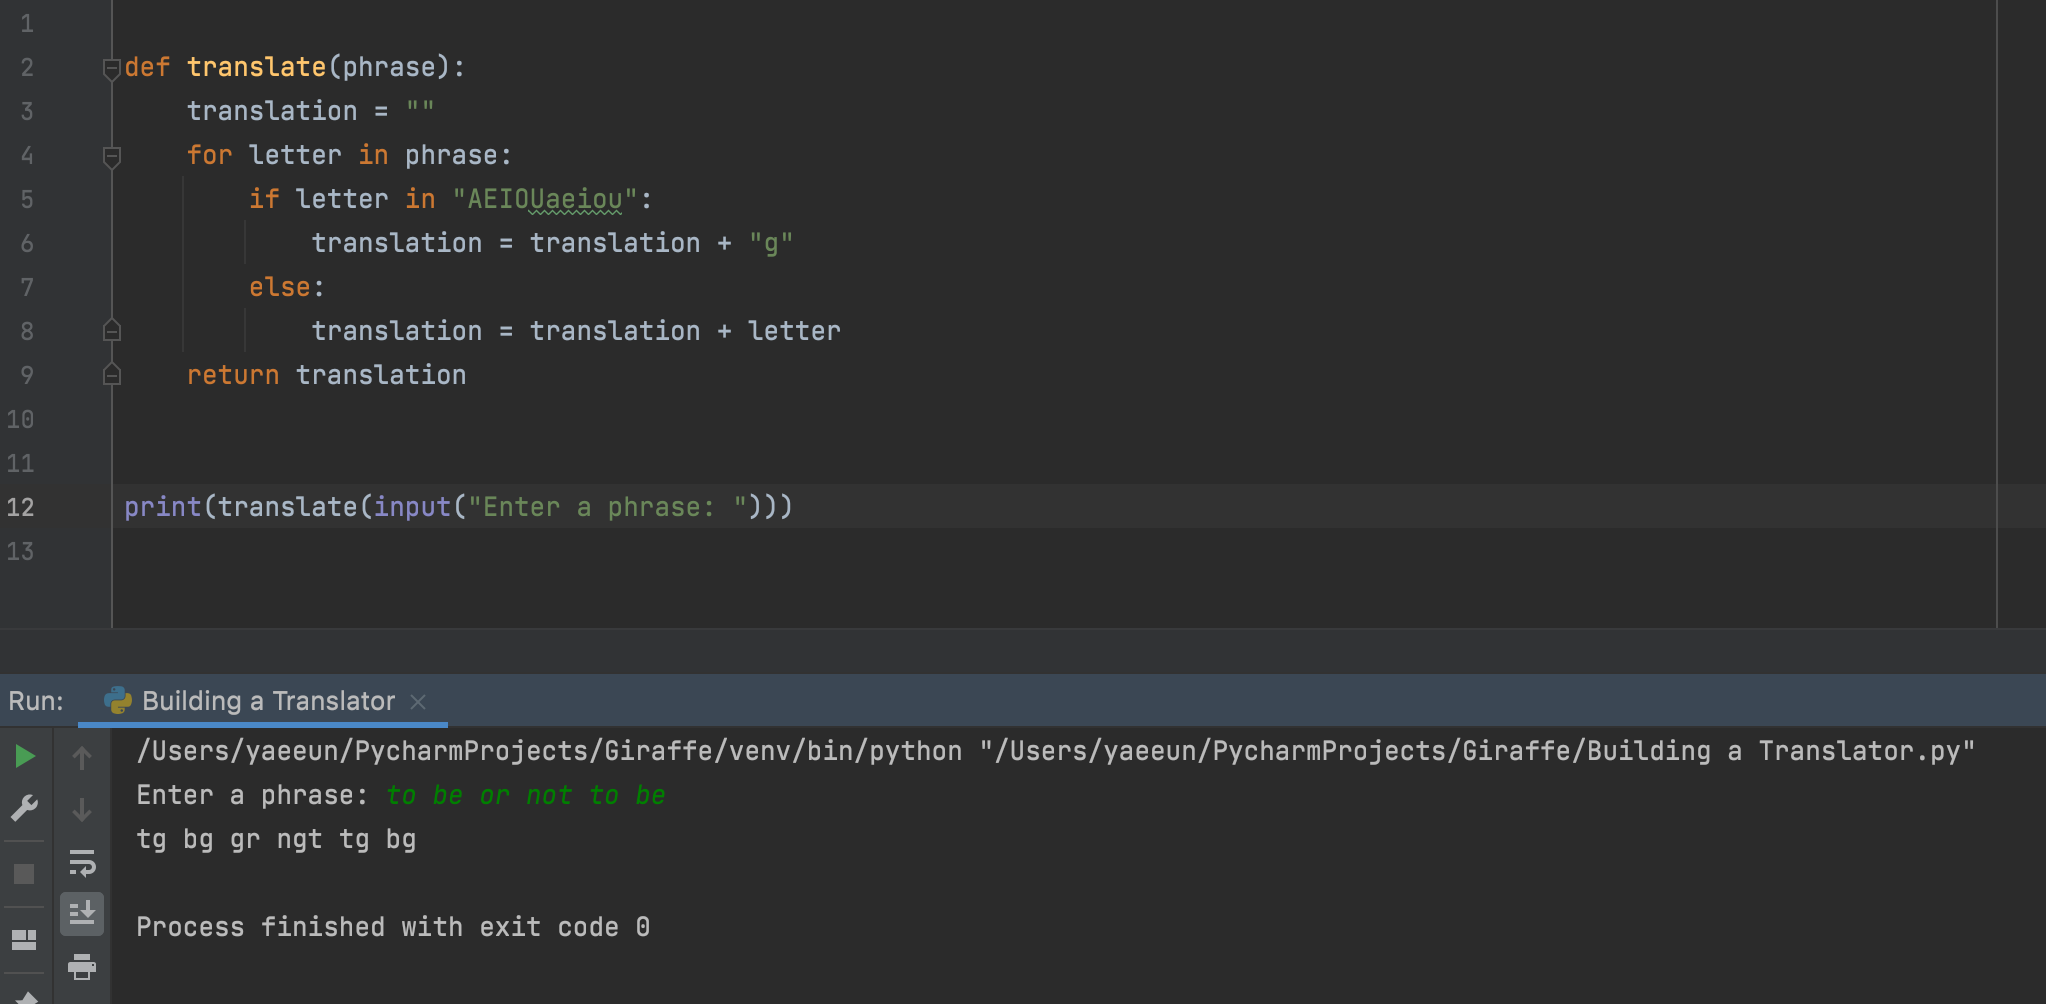 1
2 def translate(phrase):
3     translation = ""
4     for letter in phrase:
5         if letter in "AEIOUaeiou":
6             translation = translation + "g"
7         else:
8             translation = translation + letter
9     return translation
10
11
12 print(translate(input("Enter a phrase: ")))
13
Run: Building a Translator
/Users/yaeeun/PycharmProjects/Giraffe/venv/bin/python "/Users/yaeeun/PycharmProjects/Giraffe/Building a Translator.py"
Enter a phrase: to be or not to be
tg bg gr ngt tg bg
Process finished with exit code 0